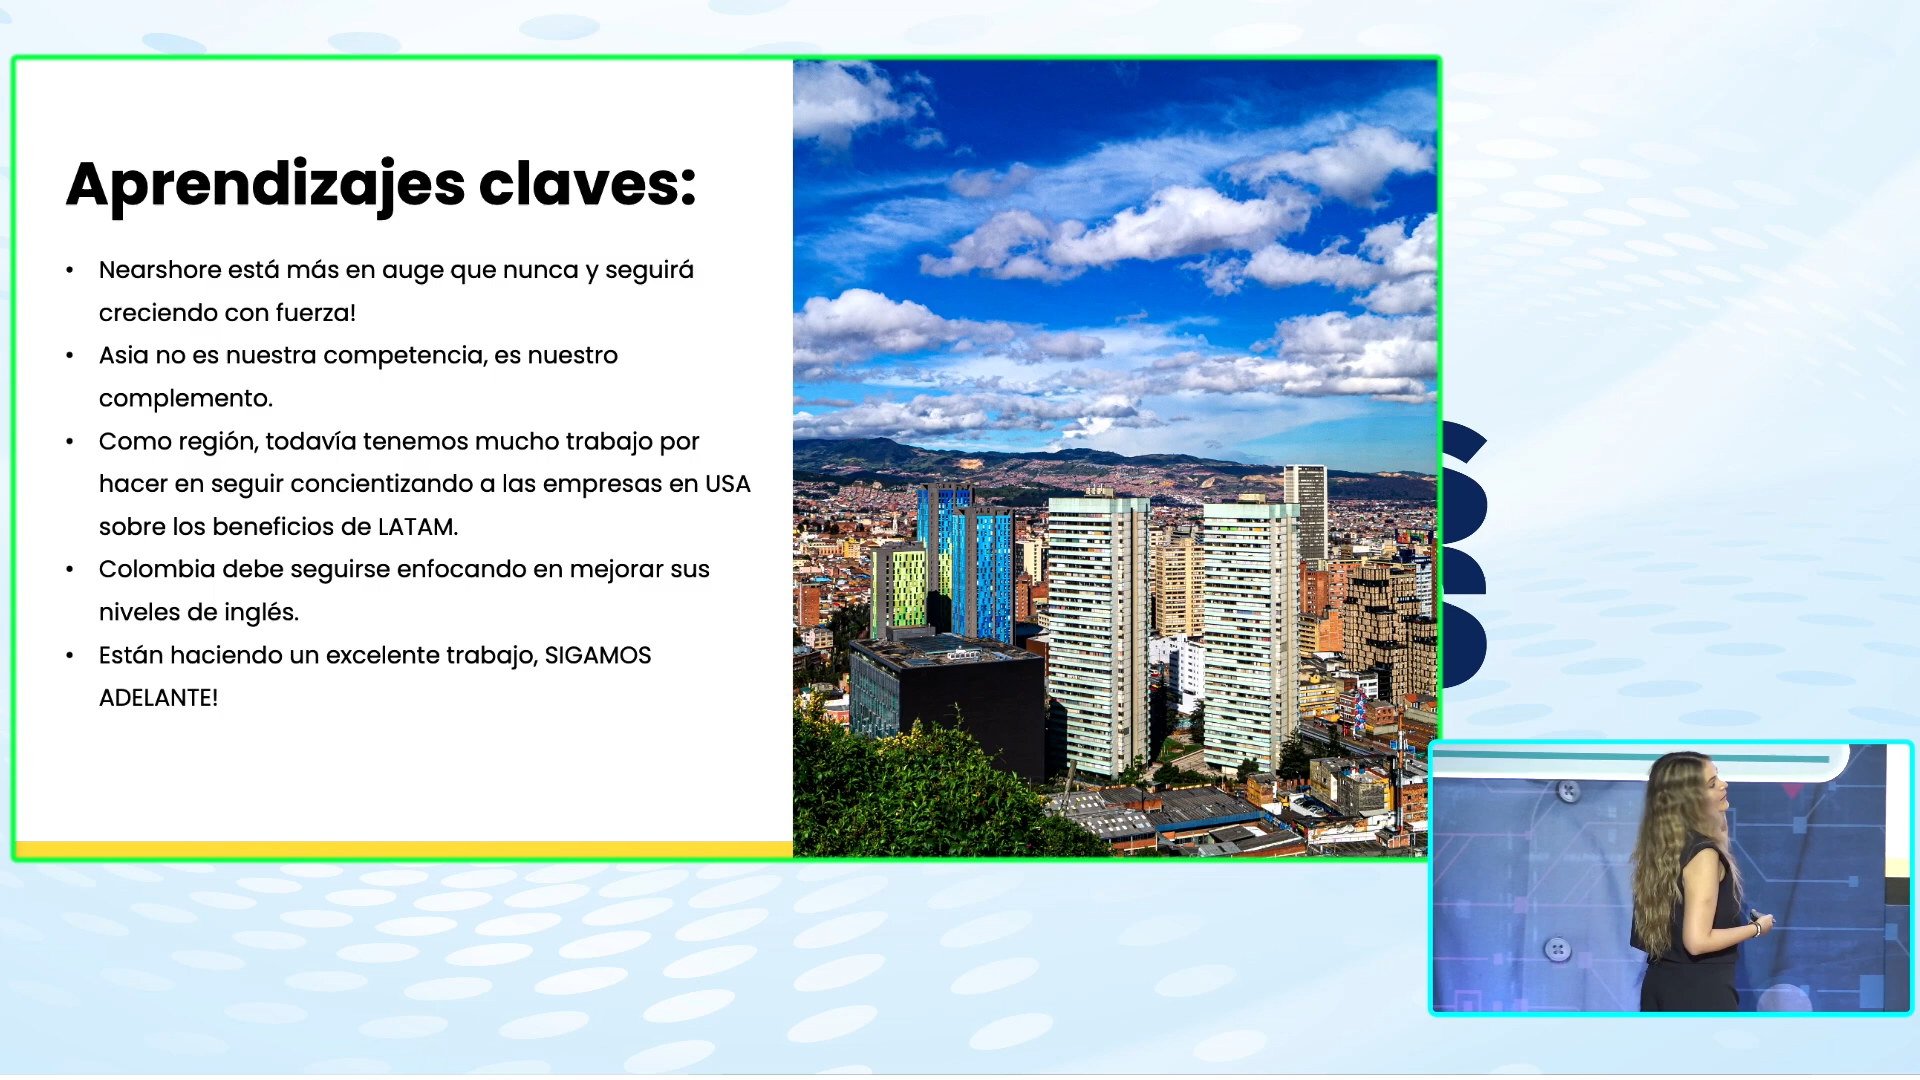 Aprendizajes claves:
• Nearshore está más en auge que nunca y seguirá
creciendo con fuerza!
• Asia no es nuestra competencia, es nuestro
complemento.
• Como región, todavía tenemos mucho trabajo por
hacer en seguir concientizando a las empresas en USA
sobre los beneficios de LATAM.
• Colombia debe seguirse enfocando en mejorar sus
niveles de inglés.
• Están haciendo un excelente trabajo, SIGAMOS
ADELANTE!